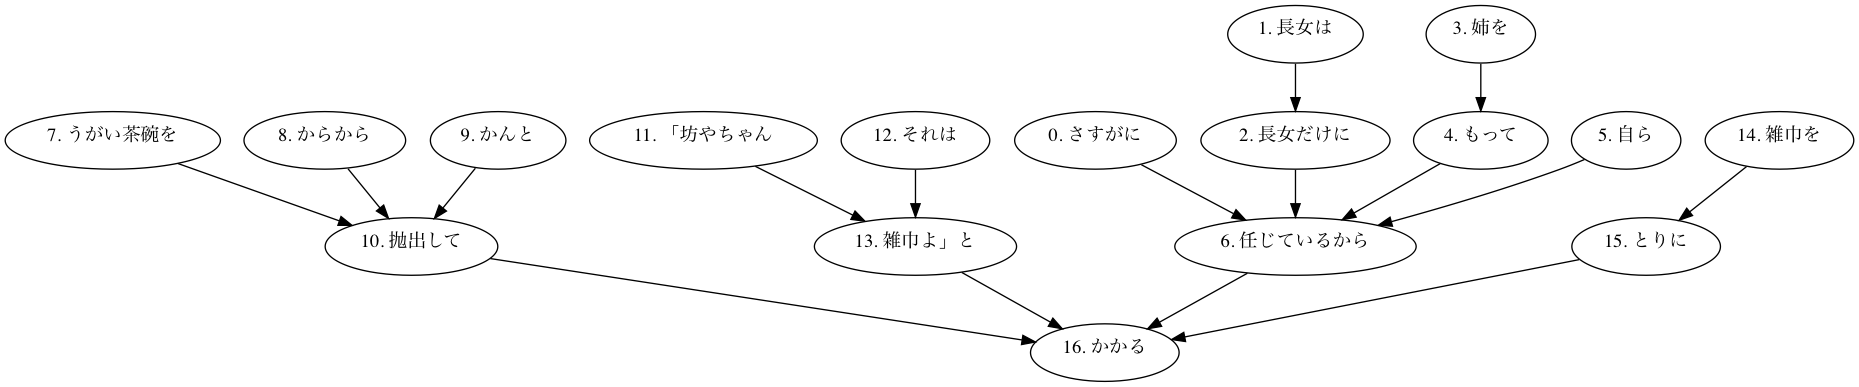 1. 長女は
3. 姉を
7. うがい茶碗を
8. からから
9. かんと
11. 「坊やちゃん
12. それは
0. さすがに
2. 長女だけに
4. もって
5. 自ら
14. 雑巾を
10. 抛出して
13. 雑巾よ」と
6. 任じているから
15. とりに
16. かかる